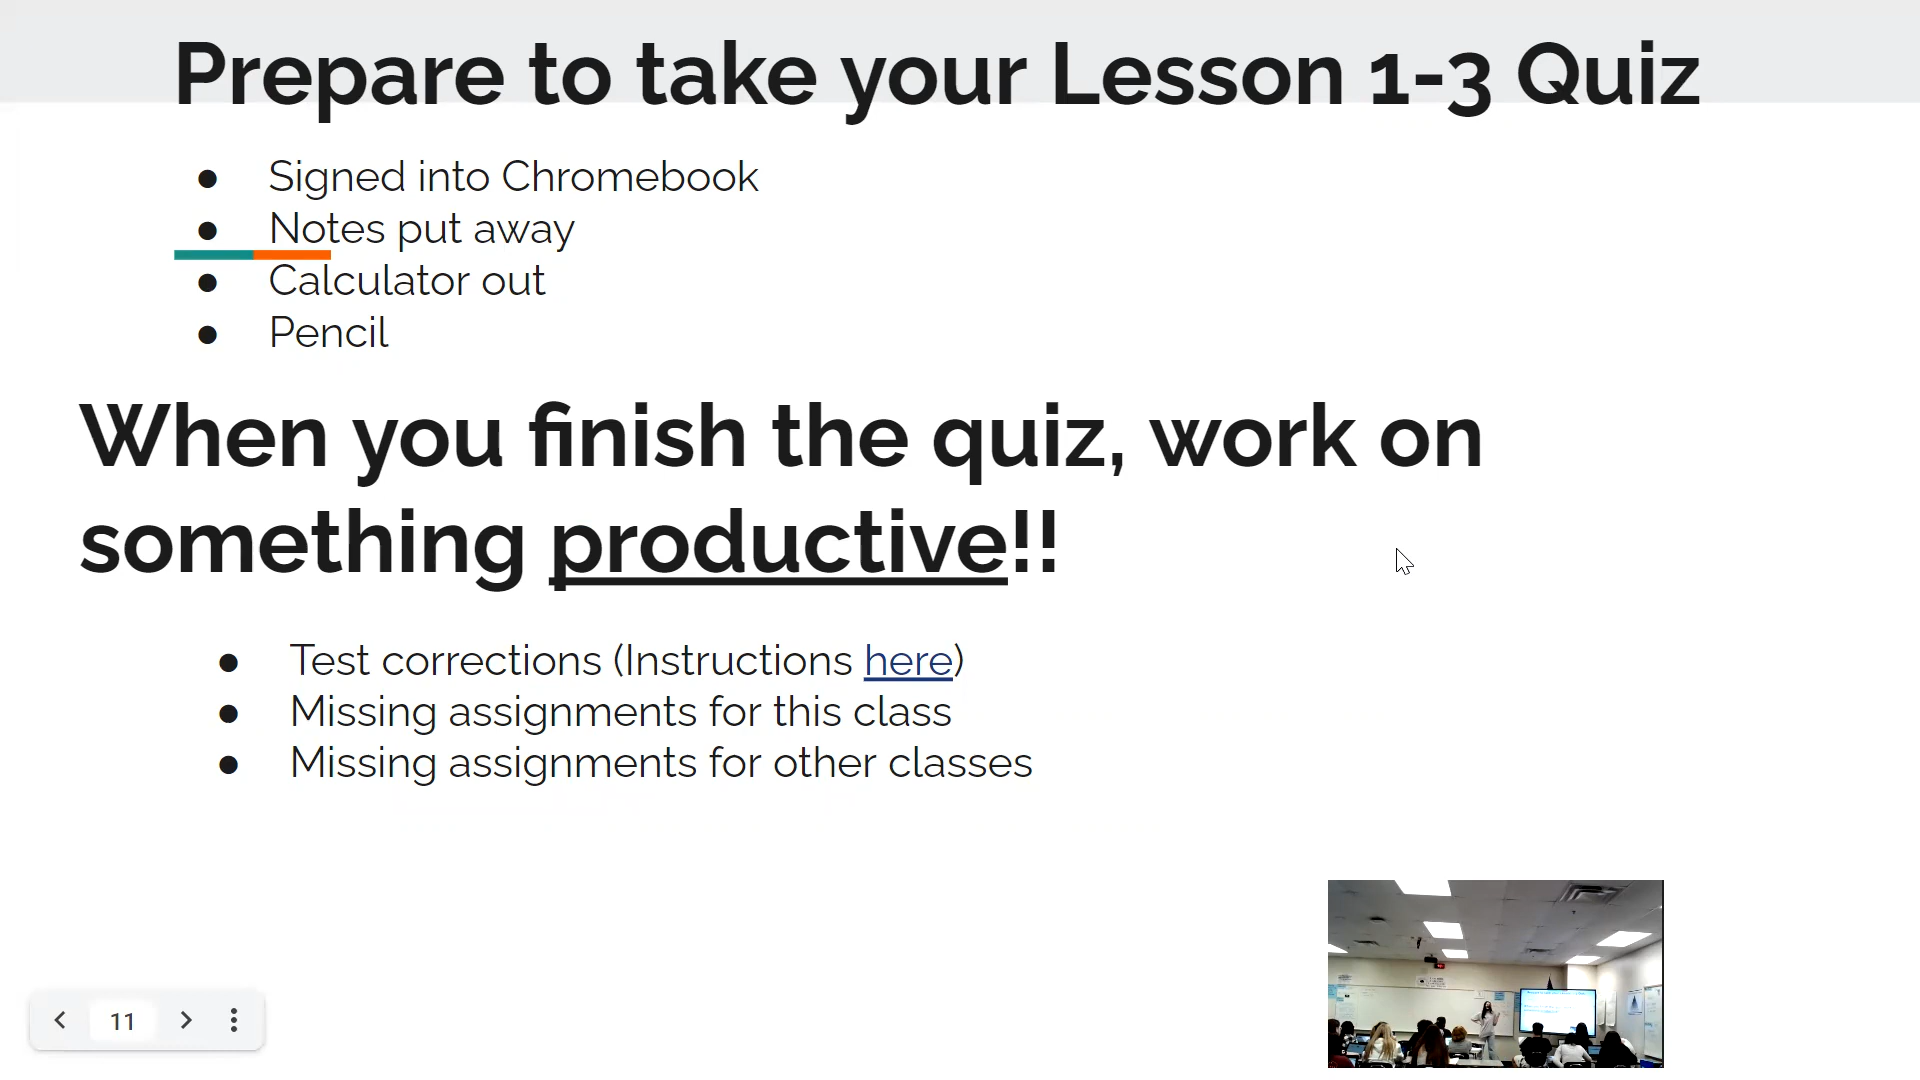 Prepare to take your Lesson 1-3 Quiz
● Signed into Chromebook
● Notes put away
● Calculator out
● Pencil
When you finish the quiz, work on
something productive!!
● Test corrections (Instructions here)
● Missing assignments for this class
● Missing assignments for other classes
11